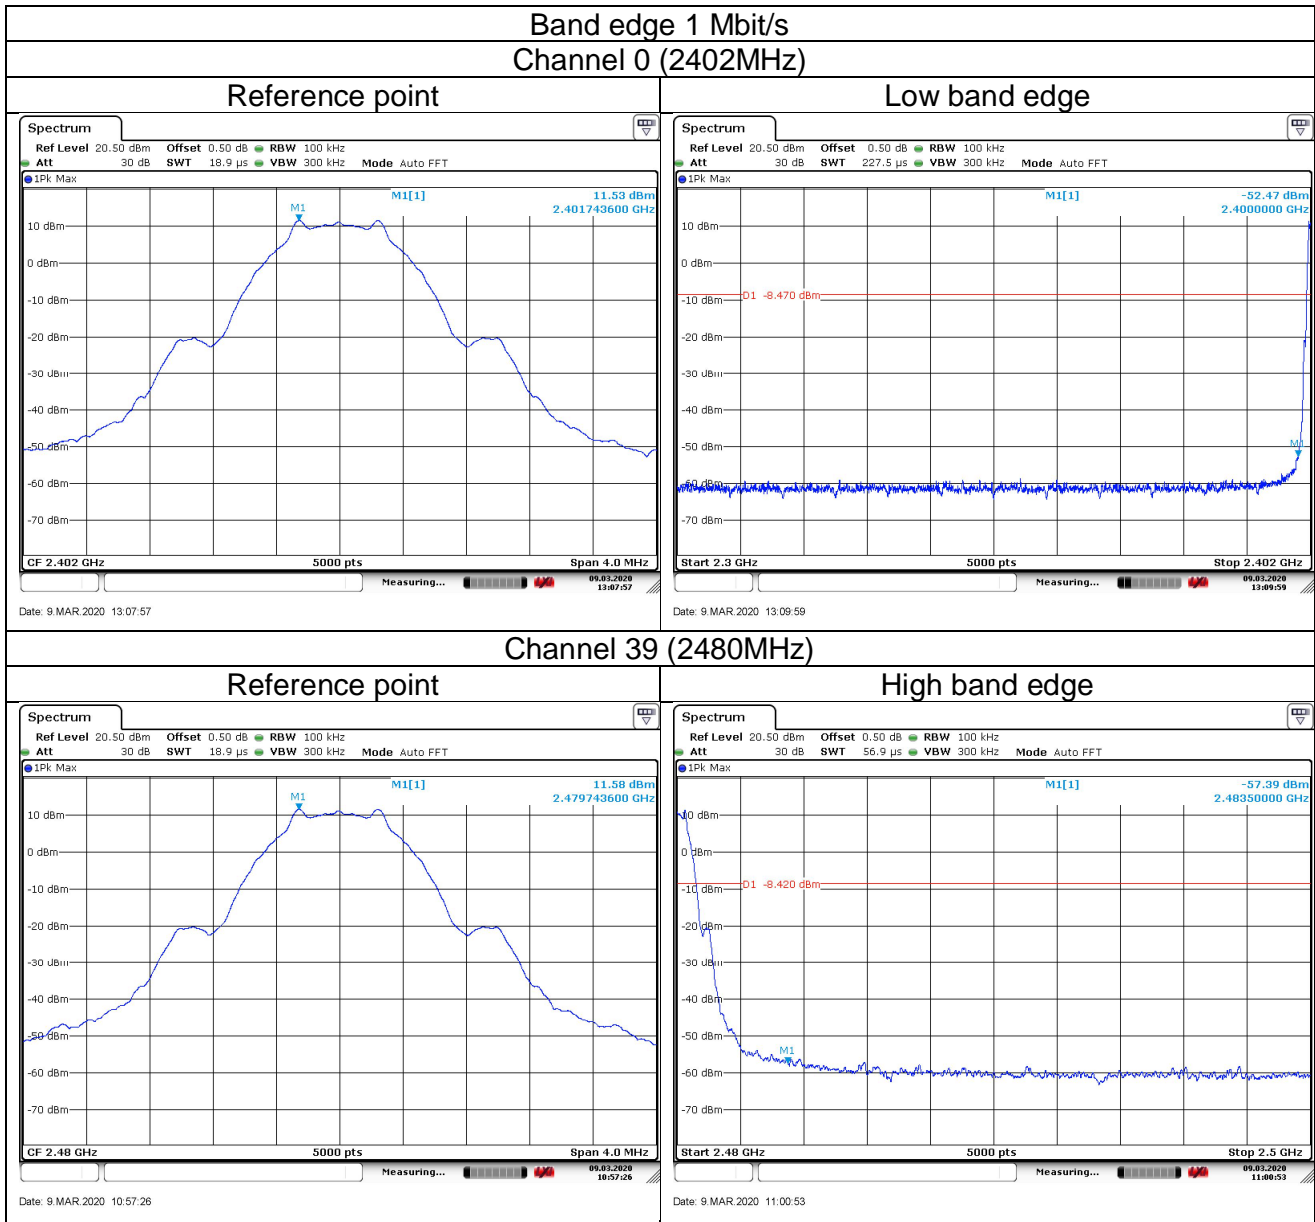 Band edge 1 Mbit/s
Channel 0 (2402MHz)
Reference point
Spectrum
Ref Level 20.50 dBm Offset 0.50 dB RBW 100 kHz
Att 30 dB SWT 18.9 µs VBW 300 kHz Mode Auto FFT
1Pk Max
M1[1] 11.53 dBm
2.401743600 GHz
M1
10 dBm
0 dBm
-10 dBm
-20 dBm
-30 dBm
-40 dBm
-50 dBm
-60 dBm
-70 dBm
CF 2.402 GHz 5000 pts Span 4.0 MHz
Measuring... 09.03.2020
13:07:57
Date: 9.MAR.2020 13:07:57
Low band edge
Spectrum
Ref Level 20.50 dBm Offset 0.50 dB RBW 100 kHz
Att 30 dB SWT 227.5 µs VBW 300 kHz Mode Auto FFT
1Pk Max
M1[1] -52.47 dBm
2.4000000 GHz
10 dBm
0 dBm
D1 -8.470 dBm
-10 dBm
-20 dBm
-30 dBm
-40 dBm
M1
-50 dBm
-60 dBm
-70 dBm
Start 2.3 GHz 5000 pts Stop 2.402 GHz
Measuring... 09.03.2020
13:09:59
Date: 9.MAR.2020 13:09:59
Channel 39 (2480MHz)
Reference point
Spectrum
Ref Level 20.50 dBm Offset 0.50 dB RBW 100 kHz
Att 30 dB SWT 18.9 µs VBW 300 kHz Mode Auto FFT
1Pk Max
M1[1] 11.58 dBm
2.479743600 GHz
M1
10 dBm
0 dBm
-10 dBm
-20 dBm
-30 dBm
-40 dBm
-50 dBm
-60 dBm
-70 dBm
CF 2.48 GHz 5000 pts Span 4.0 MHz
Measuring... 09.03.2020
10:57:26
Date: 9.MAR.2020 10:57:26
High band edge
Spectrum
Ref Level 20.50 dBm Offset 0.50 dB RBW 100 kHz
Att 30 dB SWT 56.9 µs VBW 300 kHz Mode Auto FFT
1Pk Max
M1[1] -57.39 dBm
2.48350000 GHz
10 dBm
0 dBm
D1 -8.420 dBm
-10 dBm
-20 dBm
-30 dBm
-40 dBm
-50 dBm
M1
-60 dBm
-70 dBm
Start 2.48 GHz 5000 pts Stop 2.5 GHz
Measuring... 09.03.2020
11:00:53
Date: 9.MAR.2020 11:00:53